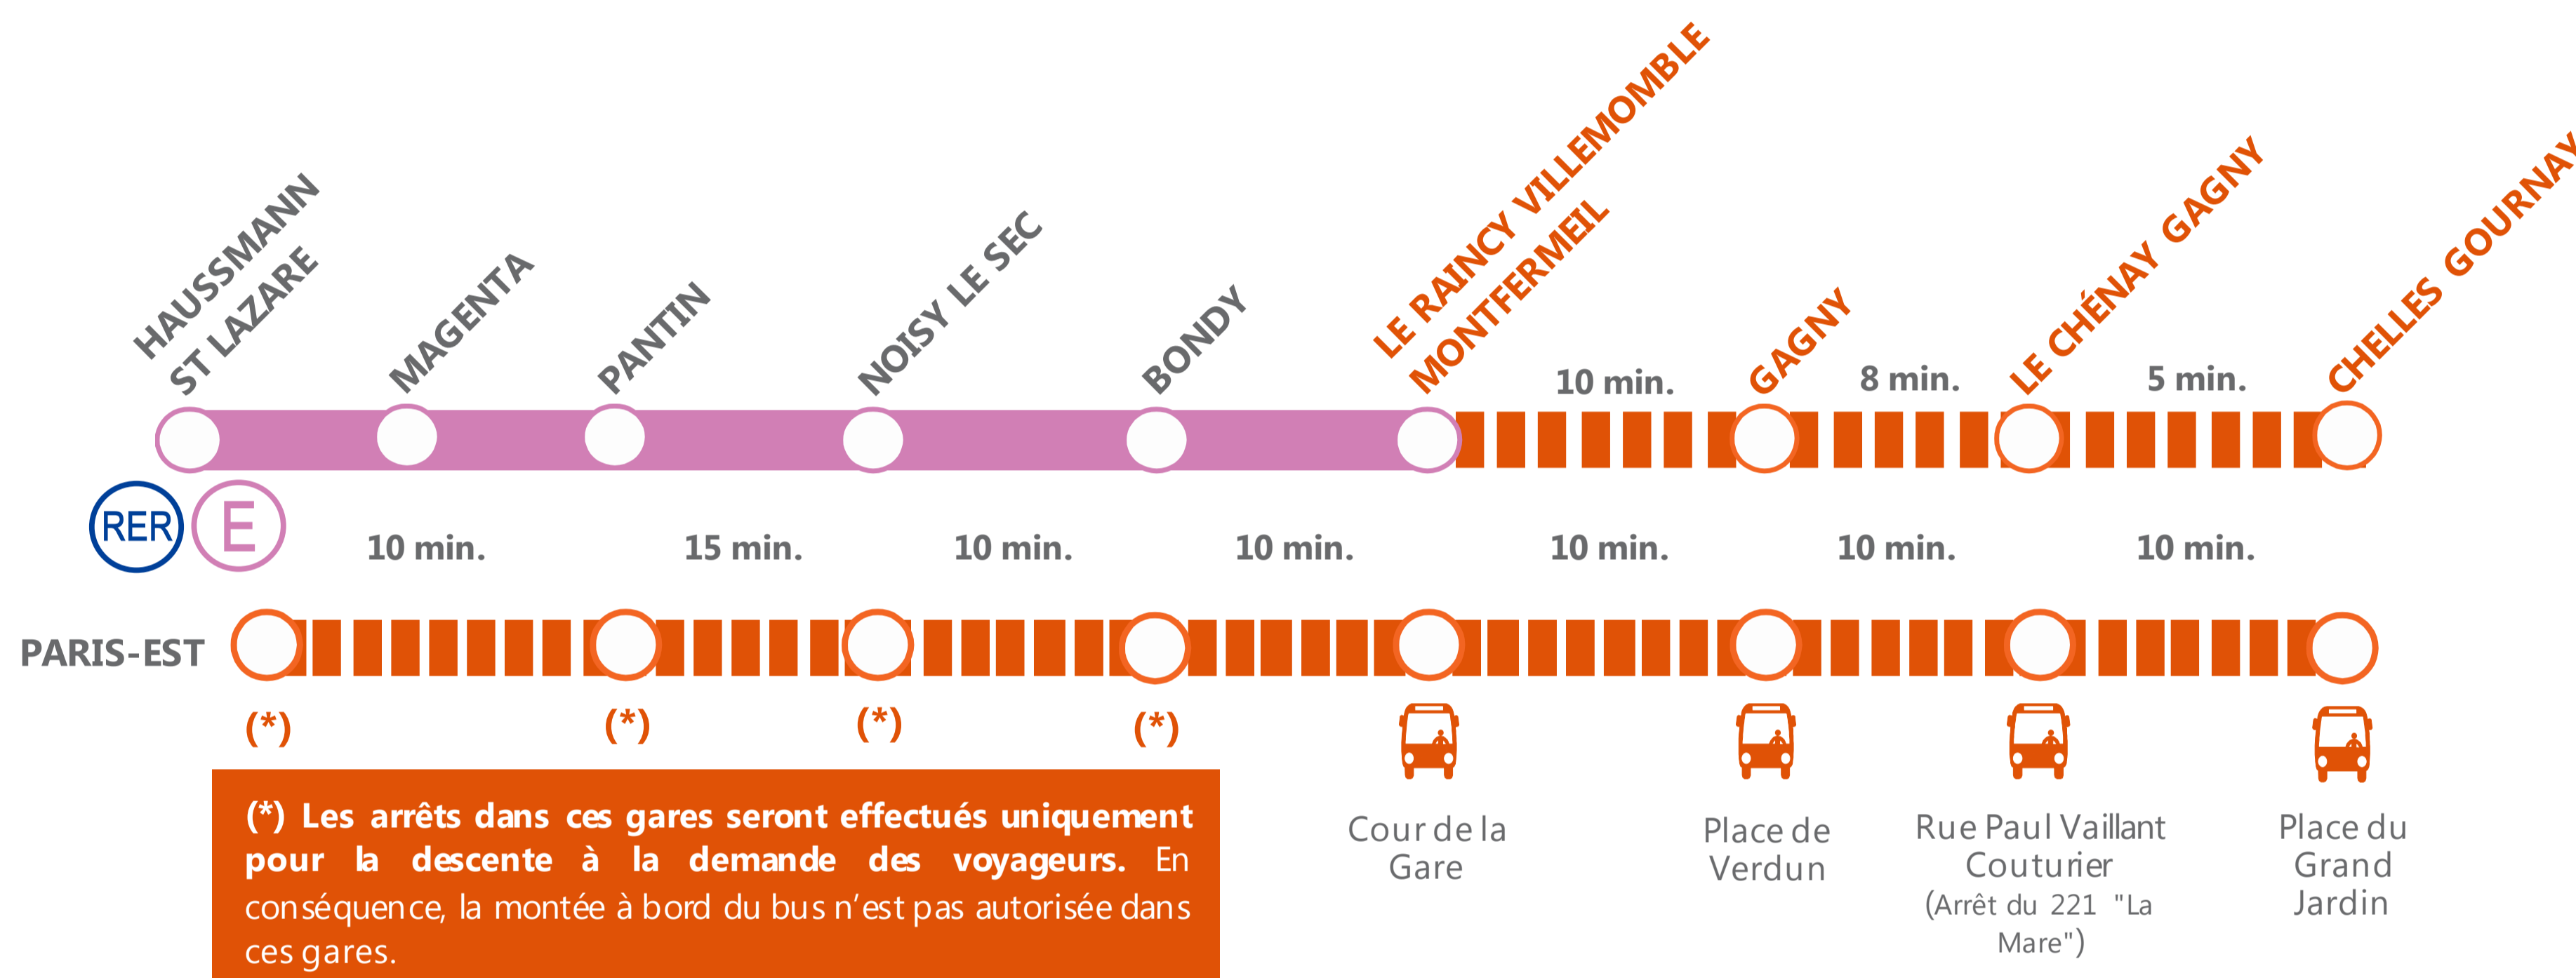 HAUSSMANN
ST LAZARE
MAGENTA
PANTIN
NOISY LE SEC
BONDY
LE RAINCY VILLEMOMBLE
MONTFERMEIL
10 min.
GAGNY
8 min.
LE CHÉNAY GAGNY
5 min.
CHELLES GOURNAY
RER E
10 min. 15 min. 10 min. 10 min. 10 min. 10 min. 10 min.
PARIS-EST
(*) (*) (*) (*)
Cour de la
Gare
Place de
Verdun
Rue Paul Vaillant
Couturier
(Arrêt du 221 "La
Mare")
Place du
Grand
Jardin
(*) Les arrêts dans ces gares seront effectués uniquement
pour la descente à la demande des voyageurs. En
conséquence, la montée à bord du bus n'est pas autorisée dans
ces gares.